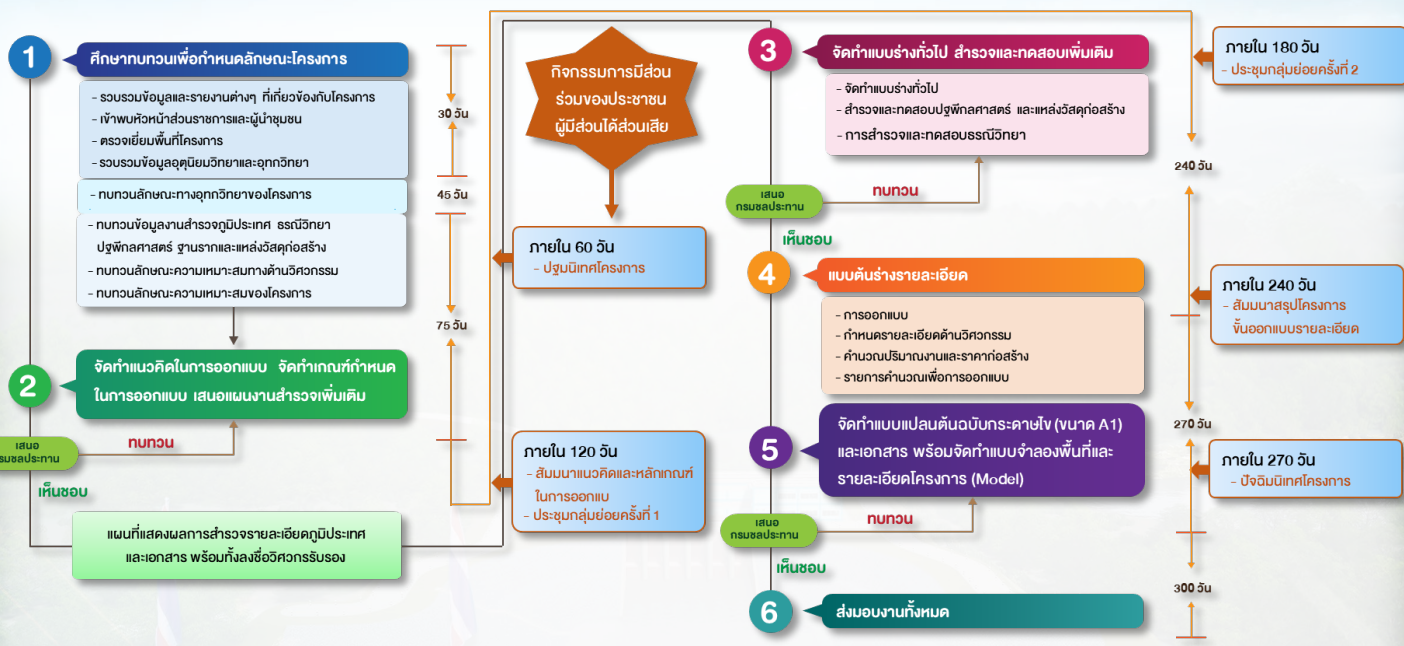 1
ศึกษาทบทวนเพื่อกำหนดลักษณะโครงการ
- รวบรวมข้อมูลและรายงานต่างๆ ที่เกี่ยวข้องกับโครงการ
- เข้าพบหัวหน้าส่วนราชการและผู้นำชุมชน
- ตรวจเยี่ยมพื้นที่โครงการ
- รวบรวมข้อมูลอุตุนิยมวิทยาและอุทกวิทยา
- ทบทวนลักษณะทางอุทกวิทยาของโครงการ
- ทบทวนข้อมูลงานสำรวจภูมิประเทศ ธรณีวิทยา
ปฐพีกลศาสตร์ ฐานรากและแหล่งวัสดุก่อสร้าง
- ทบทวนลักษณะความเหมาะสมทางด้านวิศวกรรม
- ทบทวนลักษณะความเหมาะสมของโครงการ
30 วัน
45 วัน
75 วัน
2
จัดทำแนวคิดในการออกแบบ จัดทำเกณฑ์กำหนด
ในการออกแบบ เสนอแผนงานสำรวจเพิ่มเติม
เสนอ
กรมชลประทาน
ทบทวน
เห็นชอบ
แผนที่แสดงผลการสำรวจรายละเอียดภูมิประเทศ
และเอกสาร พร้อมทั้งลงชื่อวิศวกรรับรอง
กิจกรรมการมีส่วน
ร่วมของประชาชน
ผู้มีส่วนได้ส่วนเสีย
ภายใน 60 วัน
- ปฐมนิเทศโครงการ
ภายใน 120 วัน
- สัมมนาแนวคิดและหลักเกณฑ์
ในการออกแบ
- ประชุมกลุ่มย่อยครั้งที่ 1
3
จัดทำแบบร่างทั่วไป สำรวจและทดสอบเพิ่มเติม
- จัดทำแบบร่างทั่วไป
- สำรวจและทดสอบปฐพีกลศาสตร์ และแหล่งวัสดุก่อสร้าง
- การสำรวจและทดสอบธรณีวิทยา
เสนอ
กรมชลประทาน
ทบทวน
เห็นชอบ
4
แบบต้นร่างรายละเอียด
- การออกแบบ
- กำหนดรายละเอียดด้านวิศวกรรม
- คำนวณปริมาณงานและราคาก่อสร้าง
- รายการคำนวณเพื่อการออกแบบ
5
จัดทำแบบแปลนต้นฉบับกระดาษไข (ขนาด A1)
และเอกสาร พร้อมจัดทำแบบจำลองพื้นที่และ
รายละเอียดโครงการ (Model)
เสนอ
กรมชลประทาน
ทบทวน
เห็นชอบ
6
ส่งมอบงานทั้งหมด
ภายใน 180 วัน
- ประชุมกลุ่มย่อยครั้งที่ 2
240 วัน
ภายใน 240 วัน
- สัมมนาสรุปโครงการ
ขั้นออกแบบรายละเอียด
270 วัน
ภายใน 270 วัน
- ปัจฉิมนิเทศโครงการ
300 วัน